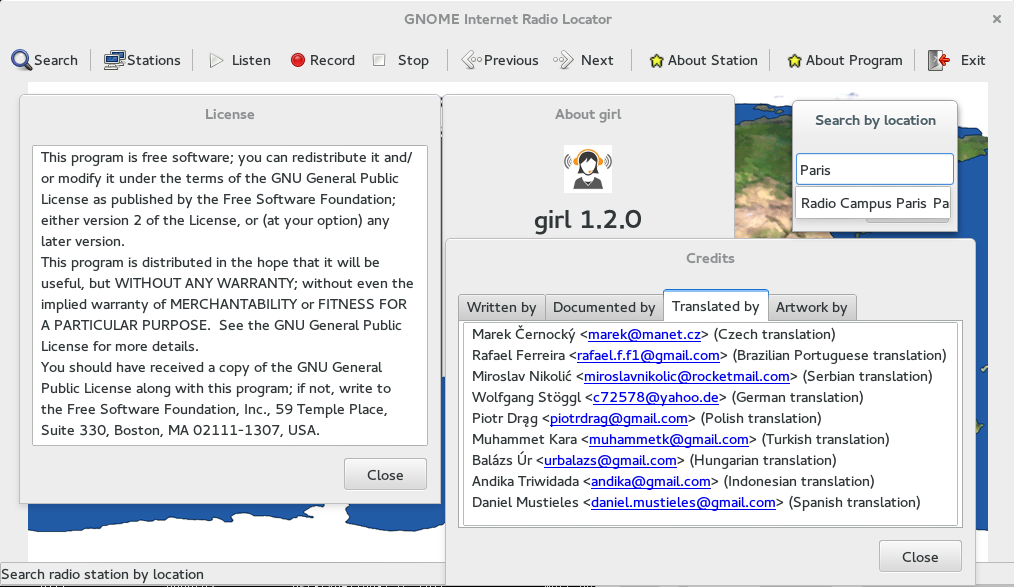 GNOME Internet Radio Locator
Search Stations Listen Record Stop Previous Next About Station About Program Exit
License
This program is free software; you can redistribute it and/
or modify it under the terms of the GNU General Public
License as published by the Free Software Foundation;
either version 2 of the License, or (at your option) any
later version.
This program is distributed in the hope that it will be
useful, but WITHOUT ANY WARRANTY; without even the
implied warranty of MERCHANTABILITY or FITNESS FOR
A PARTICULAR PURPOSE.  See the GNU General Public
License for more details.
You should have received a copy of the GNU General
Public License along with this program; if not, write to
the Free Software Foundation, Inc., 59 Temple Place,
Suite 330, Boston, MA 02111-1307, USA.
Close
About girl
girl 1.2.0
Search by location
Paris
Radio Campus Paris Pa
Credits
Written by Documented by Translated by Artwork by
Marek Černocký <marek@manet.cz> (Czech translation)
Rafael Ferreira <rafael.f.f1@gmail.com> (Brazilian Portuguese translation)
Miroslav Nikolić <miroslavnikolic@rocketmail.com> (Serbian translation)
Wolfgang Stöggl <c72578@yahoo.de> (German translation)
Piotr Drąg <piotrdrag@gmail.com> (Polish translation)
Muhammet Kara <muhammetk@gmail.com> (Turkish translation)
Balázs Úr <urbalazs@gmail.com> (Hungarian translation)
Andika Triwidada <andika@gmail.com> (Indonesian translation)
Daniel Mustieles <daniel.mustieles@gmail.com> (Spanish translation)
Close
Search radio station by location